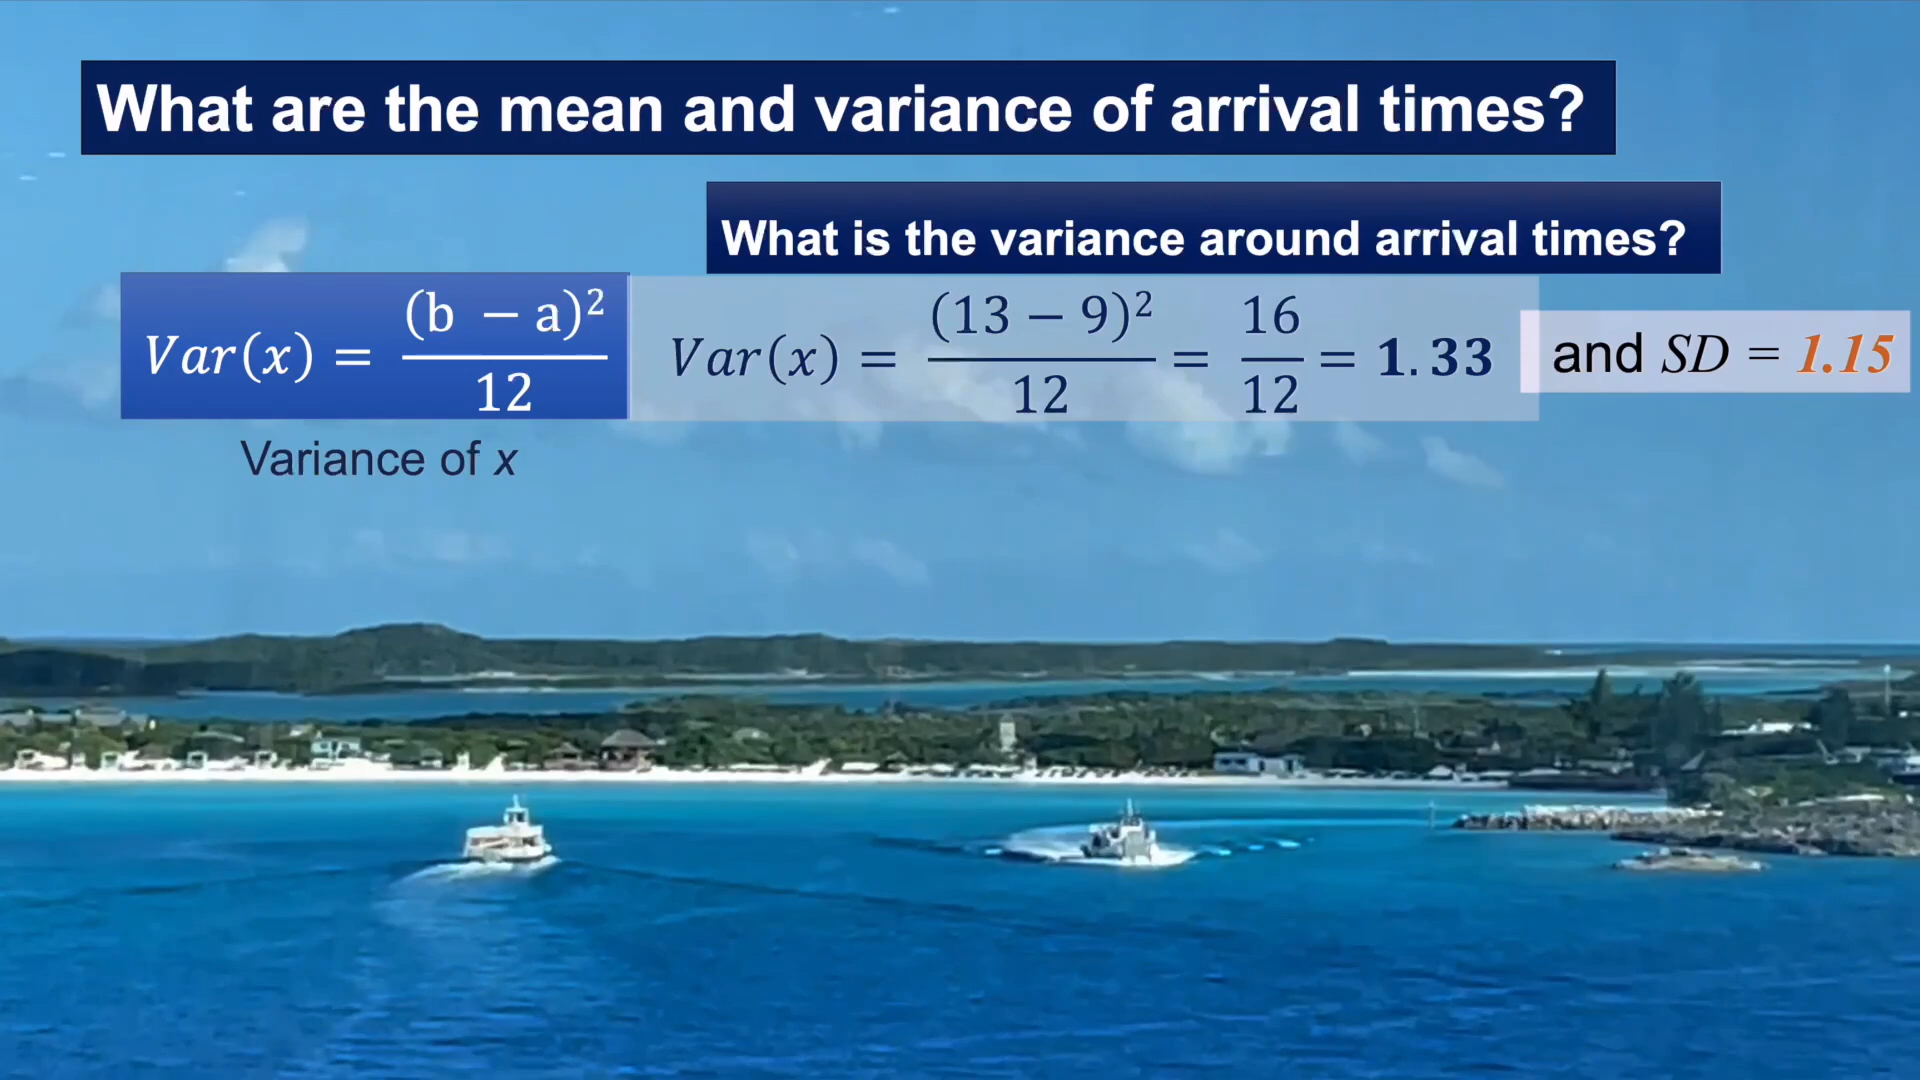 What are the mean and variance of arrival times?
What is the variance around arrival times?
Var(x) = (b − a)² / 12
Var(x) = (13 − 9)² / 12 = 16 / 12 = 1.33 and SD = 1.15
Variance of x